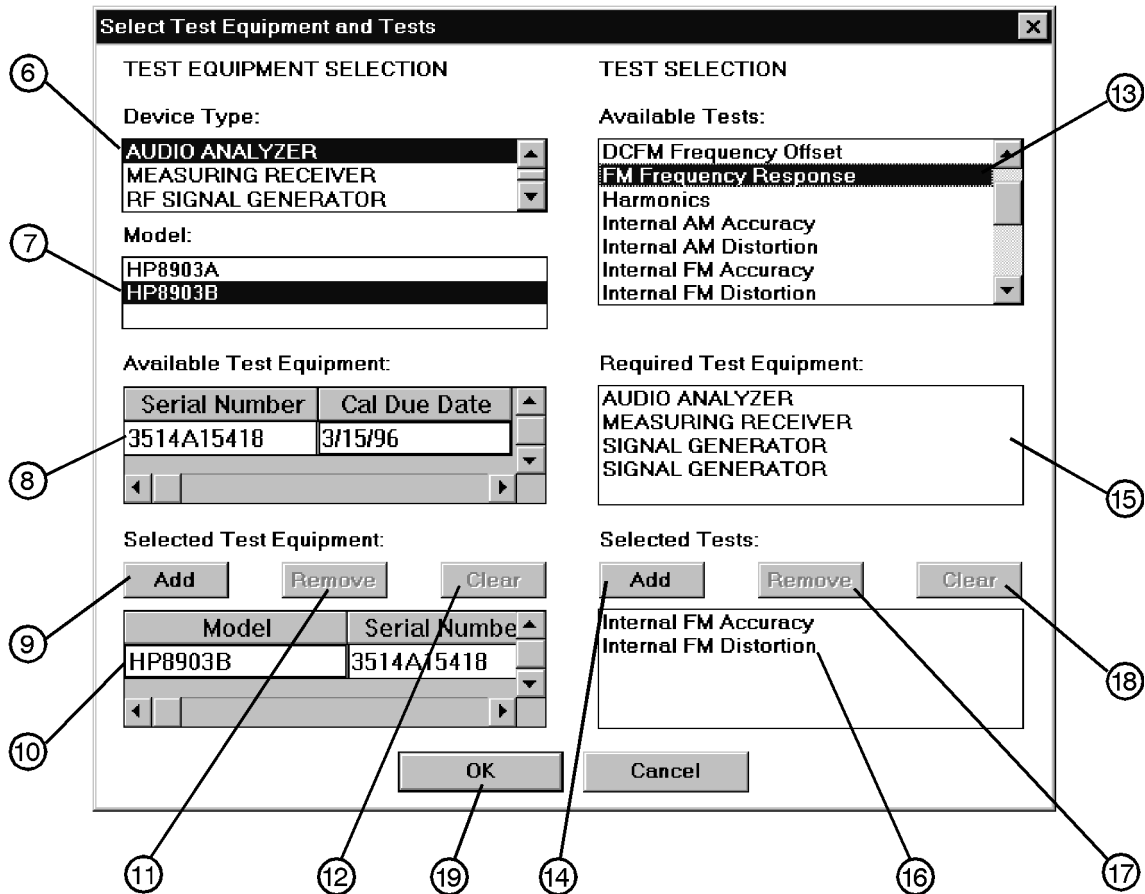 Select Test Equipment and Tests
TEST EQUIPMENT SELECTION
Device Type:
AUDIO ANALYZER
MEASURING RECEIVER
RF SIGNAL GENERATOR
Model:
HP8903A
HP8903B
Available Test Equipment:
Serial Number Cal Due Date
3514A15418 3/15/96
Selected Test Equipment:
Add Remove Clear
Model Serial Numbe
HP8903B 3514A15418
TEST SELECTION
Available Tests:
DCFM Frequency Offset
FM Frequency Response
Harmonics
Internal AM Accuracy
Internal AM Distortion
Internal FM Accuracy
Internal FM Distortion
Required Test Equipment:
AUDIO ANALYZER
MEASURING RECEIVER
SIGNAL GENERATOR
SIGNAL GENERATOR
Selected Tests:
Add Remove Clear
Internal FM Accuracy
Internal FM Distortion
OK Cancel
6
7
8
9
10
11
12
19
14
16
17
13
15
18